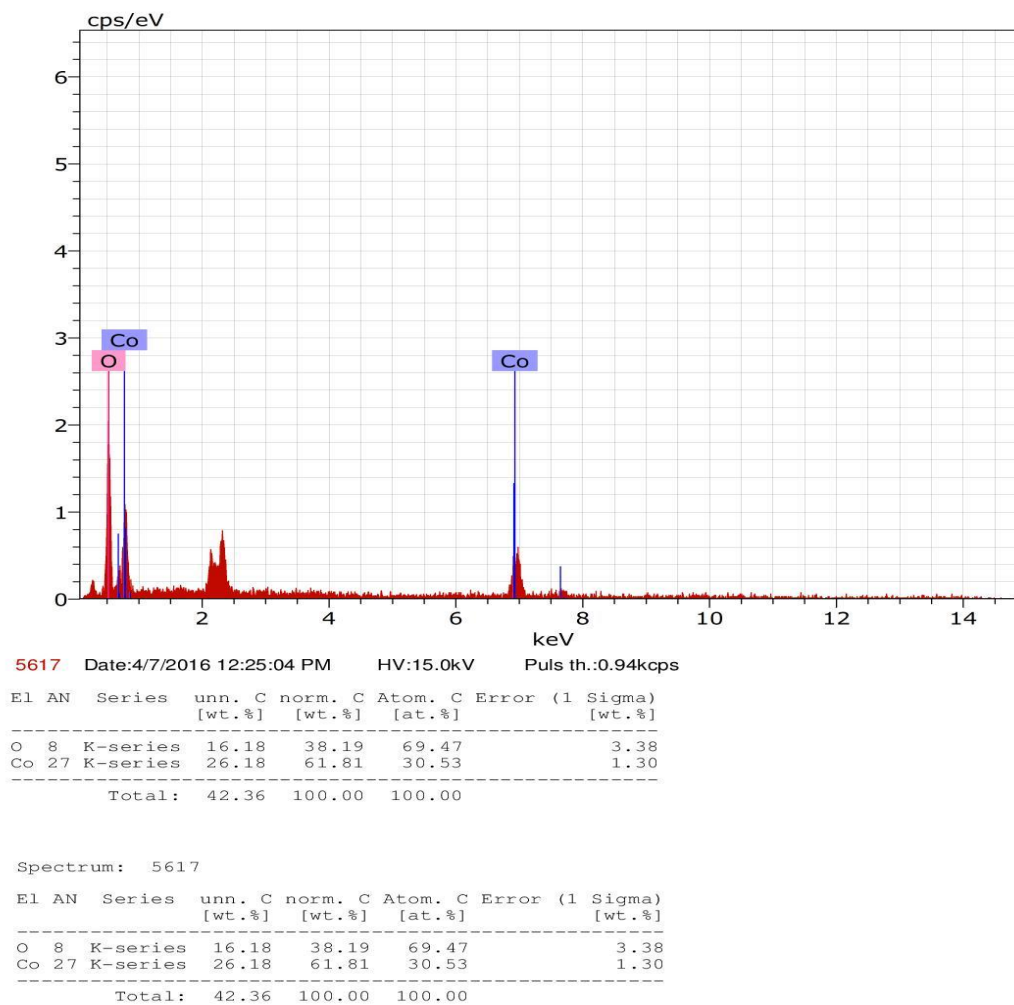 cps/eV
6
5
4
3
2
1
0
Co
O
Co
2 4 6 8 10 12 14
keV
5617 Date:4/7/2016 12:25:04 PM HV:15.0kV Puls th.:0.94kcps
El AN Series unn. C norm. C Atom. C Error (1 Sigma)
[wt.%] [wt.%] [at.%] [wt.%]
O 8 K-series 16.18 38.19 69.47 3.38
Co 27 K-series 26.18 61.81 30.53 1.30
Total: 42.36 100.00 100.00
Spectrum: 5617
El AN Series unn. C norm. C Atom. C Error (1 Sigma)
[wt.%] [wt.%] [at.%] [wt.%]
O 8 K-series 16.18 38.19 69.47 3.38
Co 27 K-series 26.18 61.81 30.53 1.30
Total: 42.36 100.00 100.00